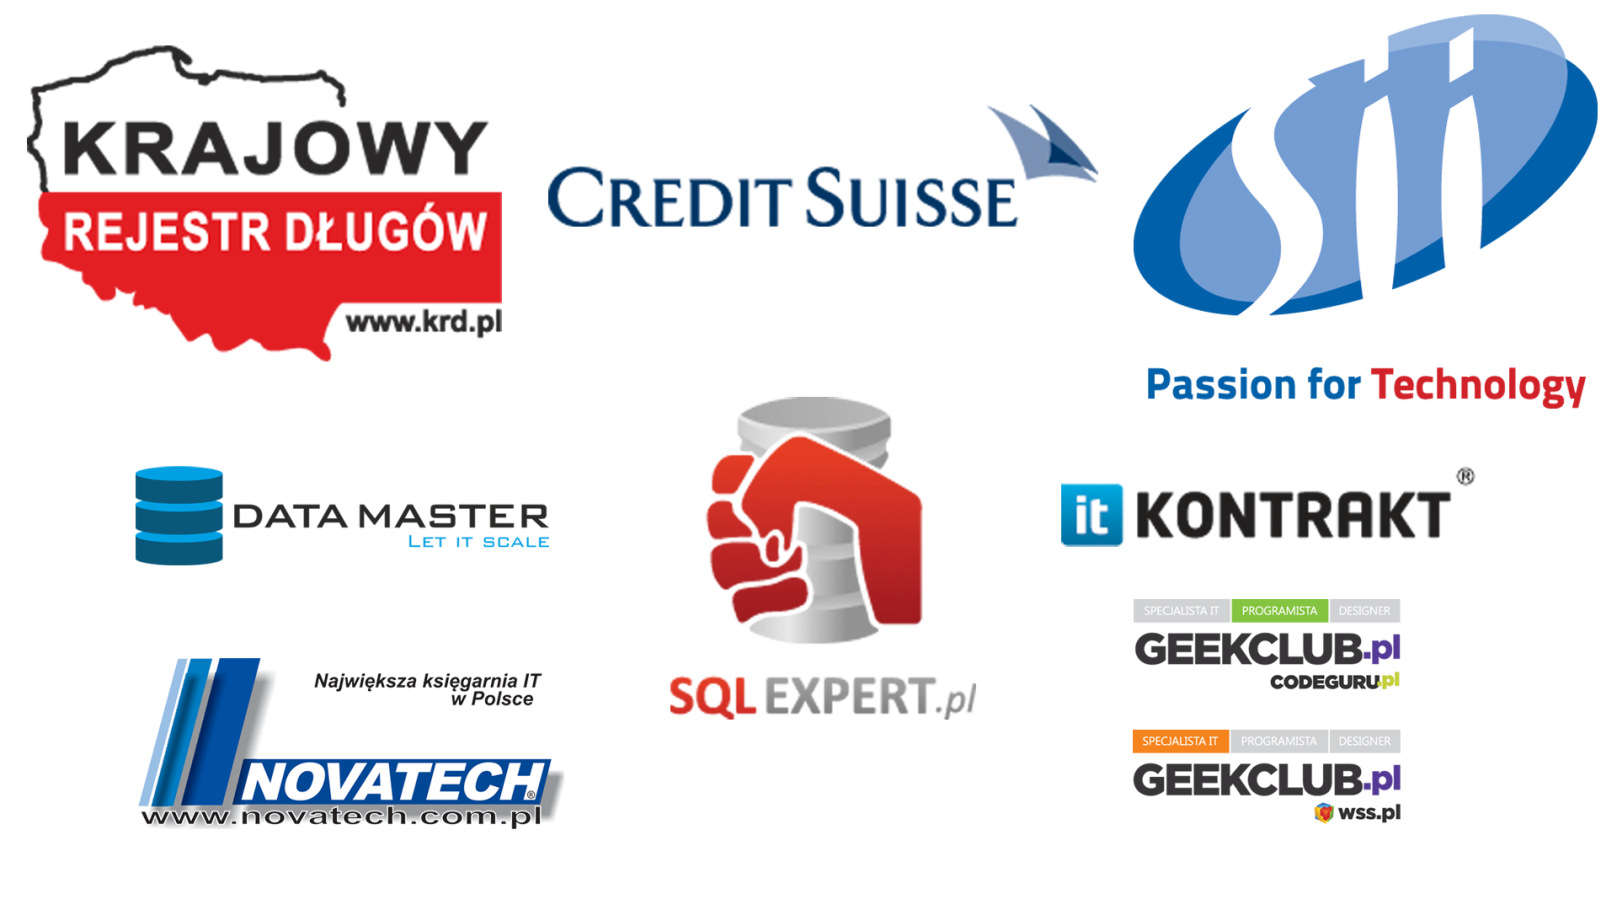 KRAJOWY
REJESTR DŁUGÓW
www.krd.pl
CREDIT SUISSE
Sii
Passion for Technology
DATA MASTER
LET IT SCALE
SQL EXPERT.pl
it KONTRAKT ®
SPECJALISTA IT PROGRAMISTA DESIGNER
GEEKCLUB.pl
CODEGURU.pl
SPECJALISTA IT PROGRAMISTA DESIGNER
GEEKCLUB.pl
wss.pl
Największa księgarnia IT
w Polsce
NOVATECH®
www.novatech.com.pl